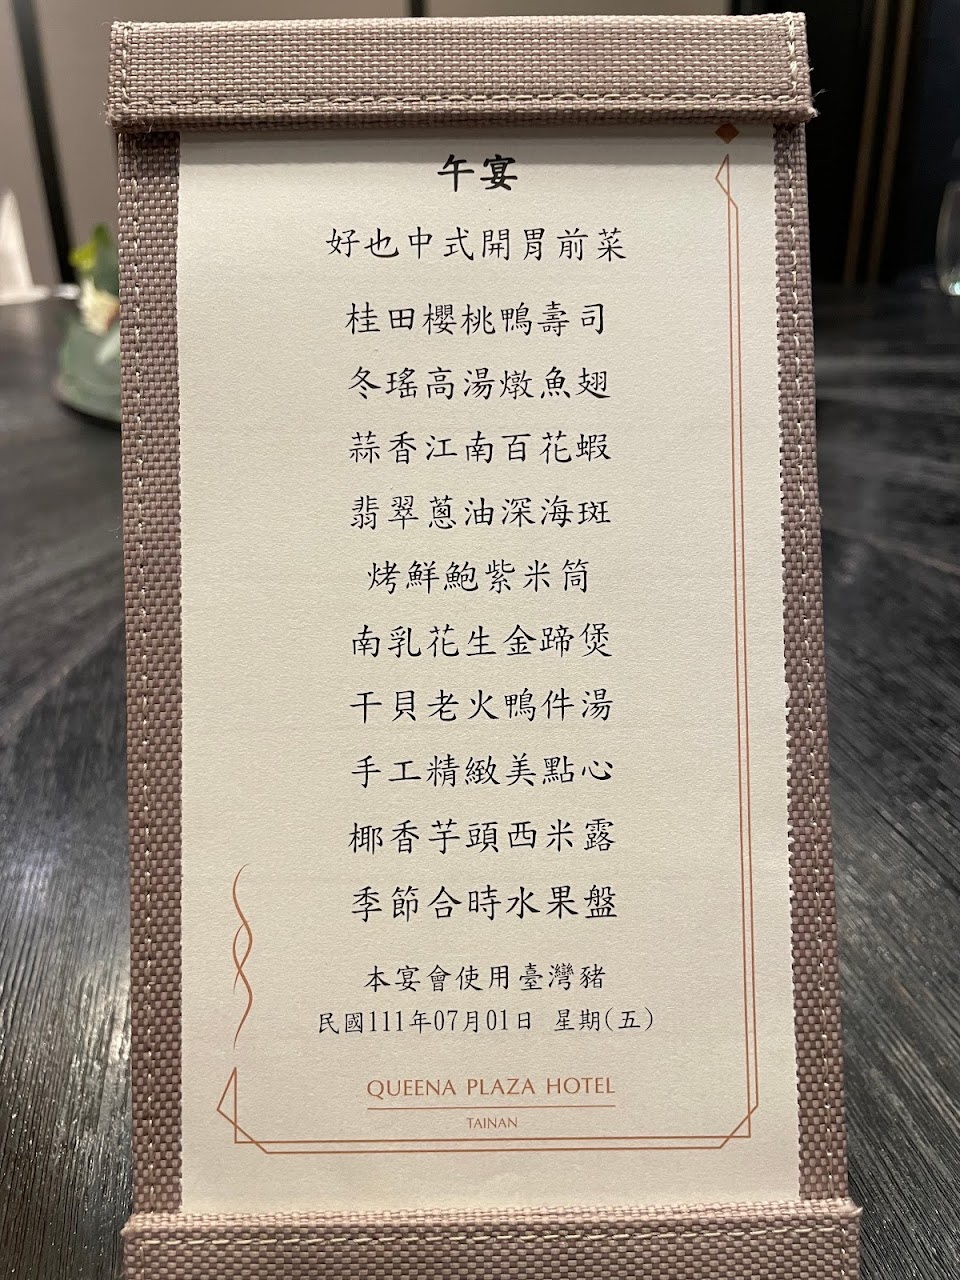 午宴
好也中式開胃前菜
桂田櫻桃鴨壽司
冬瑤高湯燉魚翅
蒜香江南百花蝦
翡翠蔥油深海斑
烤鮮鮑紫米筒
南乳花生金蹄煲
干貝老火鴨件湯
手工精緻美點心
椰香芋頭西米露
季節合時水果盤
本宴會使用臺灣豬
民國111年07月01日 星期(五)
QUEENA PLAZA HOTEL
TAINAN